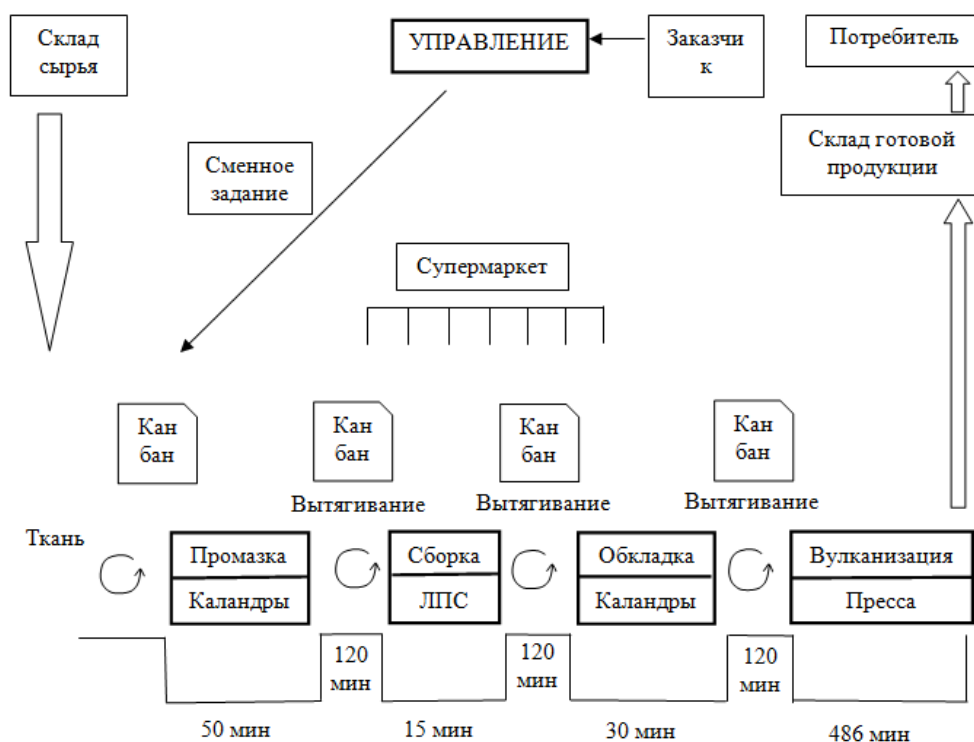 Склад
сырья
УПРАВЛЕНИЕ
Заказчи
к
Потребитель
Склад готовой
продукции
Сменное
задание
Супермаркет
Кан
бан
Кан
бан
Кан
бан
Кан
бан
Вытягивание
Вытягивание
Вытягивание
Ткань
Промазка
Каландры
Сборка
ЛПС
Обкладка
Каландры
Вулканизация
Пресса
120
мин
120
мин
120
мин
50 мин
15 мин
30 мин
486 мин